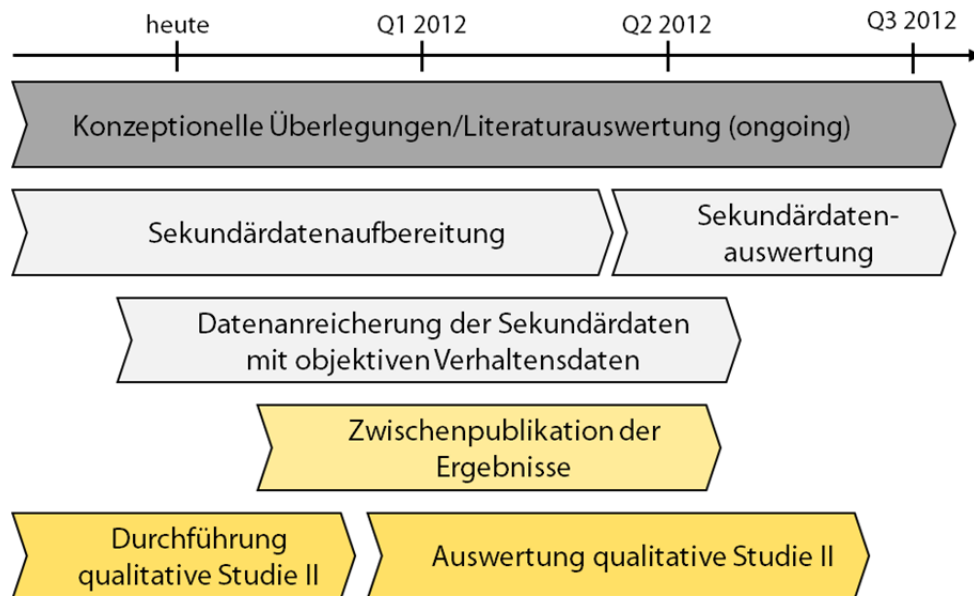 heute Q1 2012 Q2 2012 Q3 2012
Konzeptionelle Überlegungen/Literaturauswertung (ongoing)
Sekundärdatenaufbereitung
Sekundärdaten-
auswertung
Datenanreicherung der Sekundärdaten
mit objektiven Verhaltensdaten
Zwischenpublikation der
Ergebnisse
Durchführung
qualitative Studie II
Auswertung qualitative Studie II